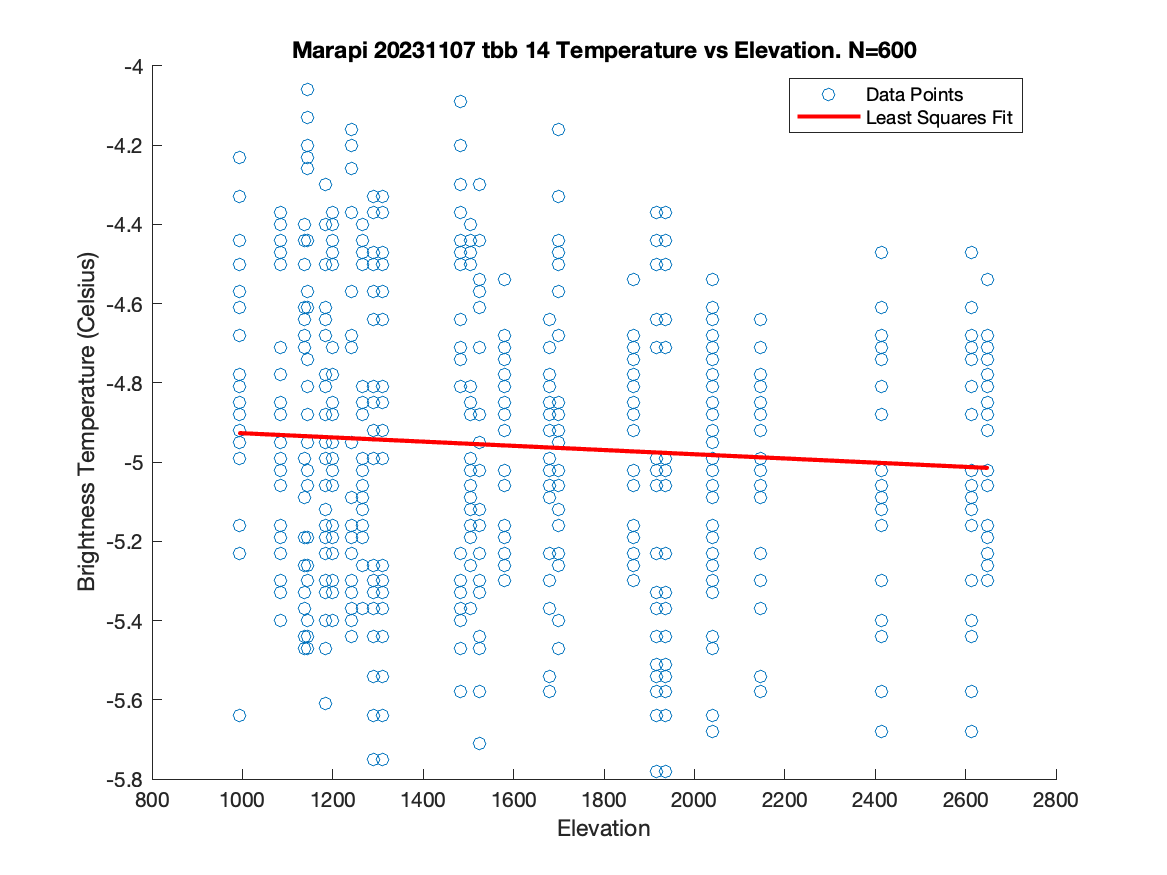 Marapi 20231107 tbb 14 Temperature vs Elevation. N=600
Data Points
Least Squares Fit
-4
-4.2
-4.4
-4.6
-4.8
-5
-5.2
-5.4
-5.6
-5.8
Brightness Temperature (Celsius)
800 1000 1200 1400 1600 1800 2000 2200 2400 2600 2800
Elevation